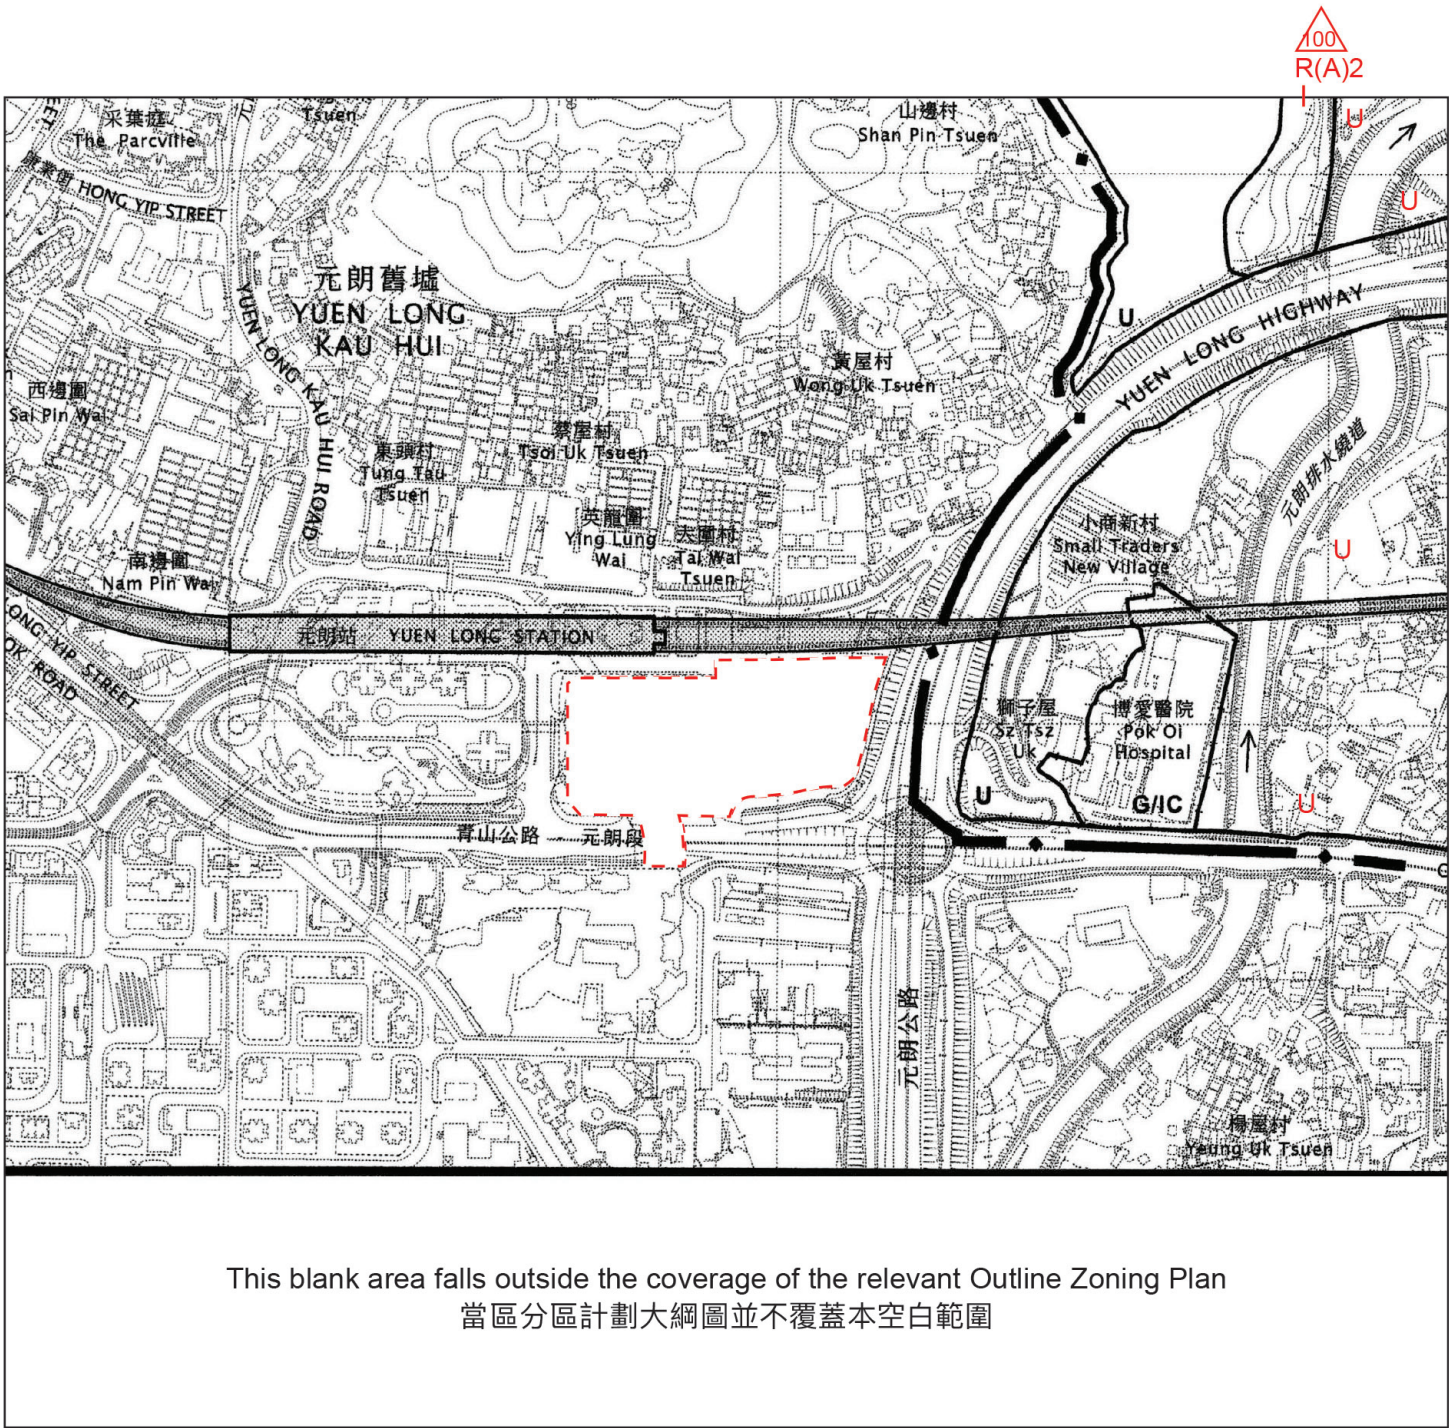 100
R(A)2
采葉庭
The Parcville
Tsuen
山邊村
Shan Pin Tsuen
U
HONG YIP STREET
U
元朗舊墟
YUEN LONG
KAU HUI
YUEN LONG KAU HUI ROAD
U
YUEN LONG HIGHWAY
西邊圍
Sai Pin Wai
黃屋村
Wong Uk Tsuen
蔡屋村
Tsoi Uk Tsuen
東頭村
Tung Tau
Tsuen
元朗排水繞道
英龍圍
Ying Lung
Wai
大圍村
Tai Wai
Tsuen
小商新村
Small Traders
New Village
U
南邊圍
Nam Pin Wai
元朗站 YUEN LONG STATION
LONG YIP STREET
OK ROAD
獅子屋
Sz Tsz
Uk
博愛醫院
Pok Oi
Hospital
U
G/IC
U
青山公路 元朗段
元朗公路
楊屋村
Yeung Uk Tsuen
This blank area falls outside the coverage of the relevant Outline Zoning Plan
當區分區計劃大綱圖並不覆蓋本空白範圍